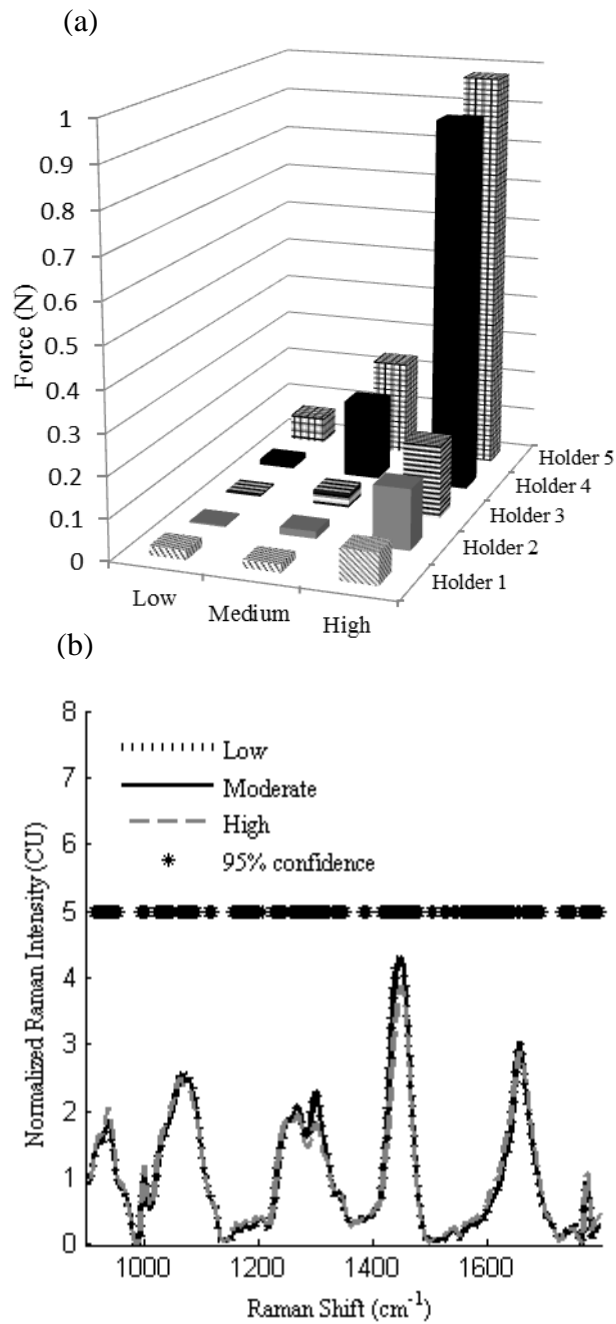 (a)
1
0.9
0.8
0.7
0.6
0.5
0.4
0.3
0.2
0.1
0
Force (N)
Low
Medium
High
Holder 1
Holder 2
Holder 3
Holder 4
Holder 5
(b)
8
7
6
5
4
3
2
1
0
Normalized Raman Intensity (CU)
Low
Moderate
High
95% confidence
1000
1200
1400
1600
Raman Shift (cm⁻¹)